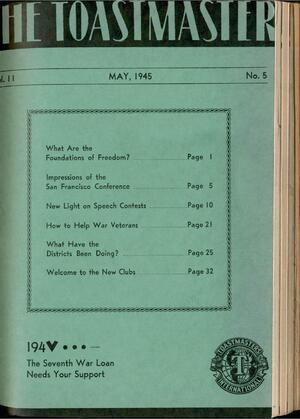 THE TOASTMASTER
Vol. 11 MAY, 1945 No. 5
What Are the
Foundations of Freedom? Page 1
Impressions of the
San Francisco Conference Page 5
New Light on Speech Contests Page 10
How to Help War Veterans Page 21
What Have the
Districts Been Doing? Page 25
Welcome to the New Clubs Page 32
194V •••—
The Seventh War Loan
Needs Your Support
TOASTMASTERS
T
INTERNATIONAL